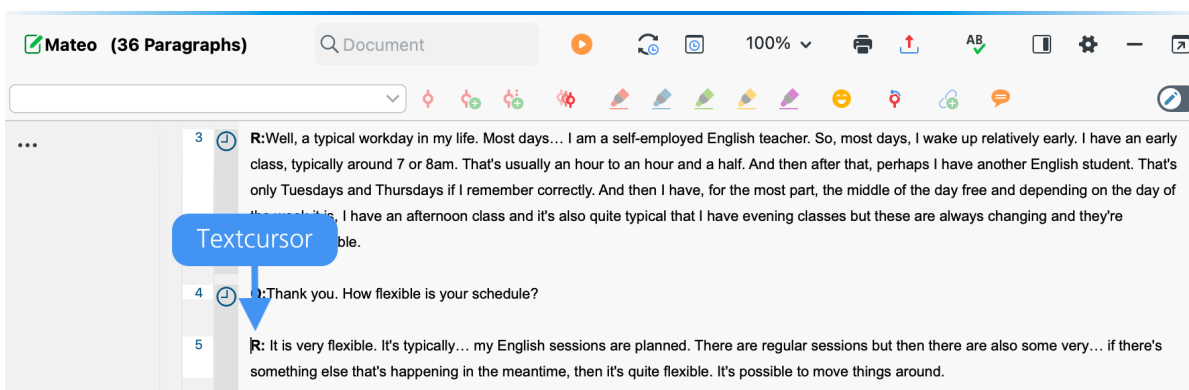 Mateo (36 Paragraphs)
Document
100%
AB
3 R:Well, a typical workday in my life. Most days… I am a self-employed English teacher. So, most days, I wake up relatively early. I have an early
class, typically around 7 or 8am. That's usually an hour to an hour and a half. And then after that, perhaps I have another English student. That's
only Tuesdays and Thursdays if I remember correctly. And then I have, for the most part, the middle of the day free and depending on the day of
the week it is, I have an afternoon class and it's also quite typical that I have evening classes but these are always changing and they're
Textcursor
ble.
4 Q:Thank you. How flexible is your schedule?
5 R: It is very flexible. It's typically… my English sessions are planned. There are regular sessions but then there are also some very… if there's
something else that's happening in the meantime, then it's quite flexible. It's possible to move things around.